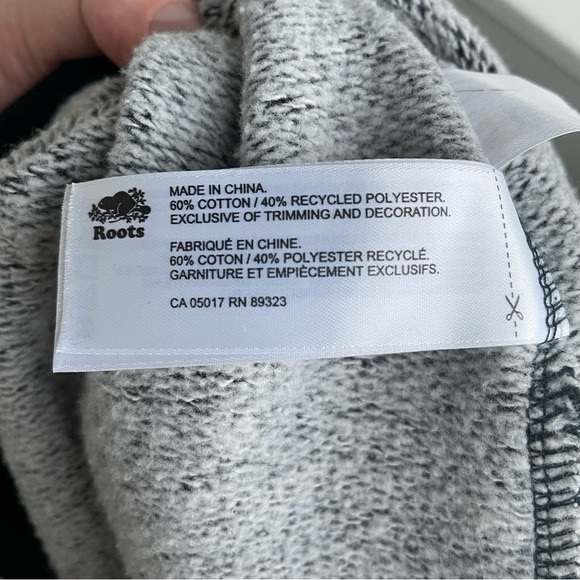 Roots
MADE IN CHINA.
60% COTTON / 40% RECYCLED POLYESTER.
EXCLUSIVE OF TRIMMING AND DECORATION.
FABRIQUÉ EN CHINE.
60% COTON / 40% POLYESTER RECYCLÉ.
GARNITURE ET EMPIÈCEMENT EXCLUSIFS.
CA 05017 RN 89323